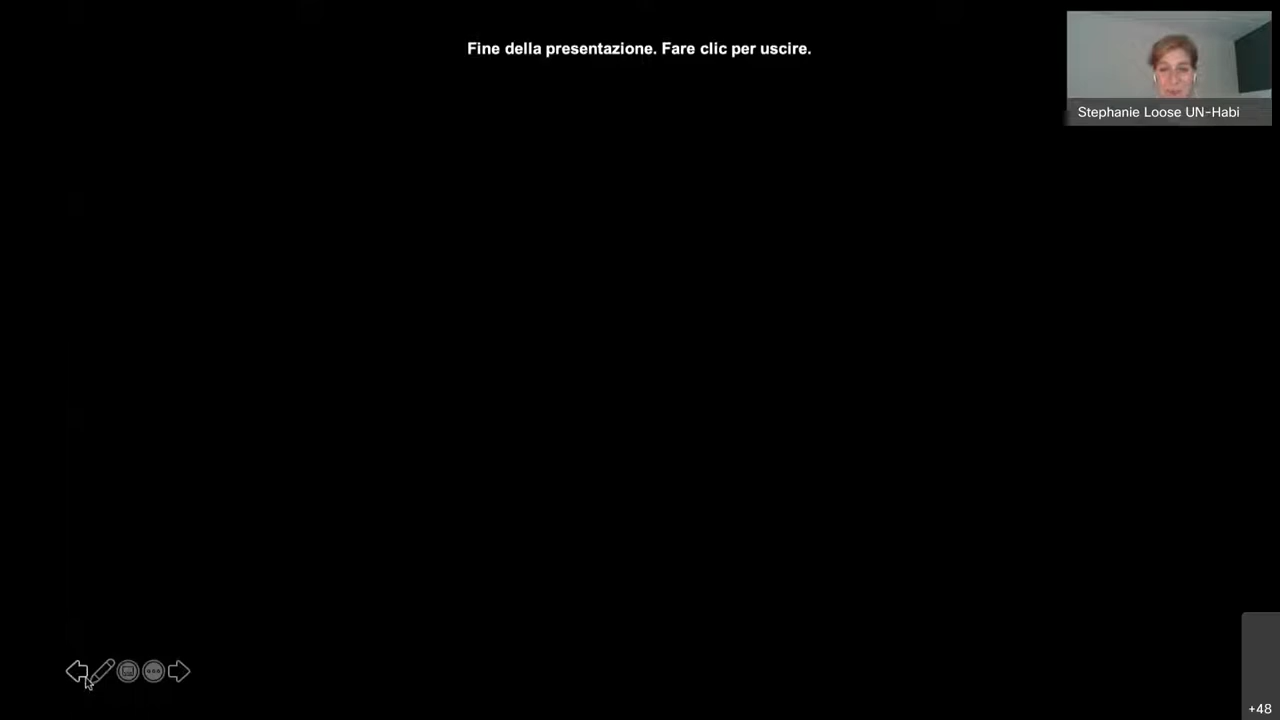 Fine della presentazione. Fare clic per uscire.
Stephanie Loose UN-Habi
+48